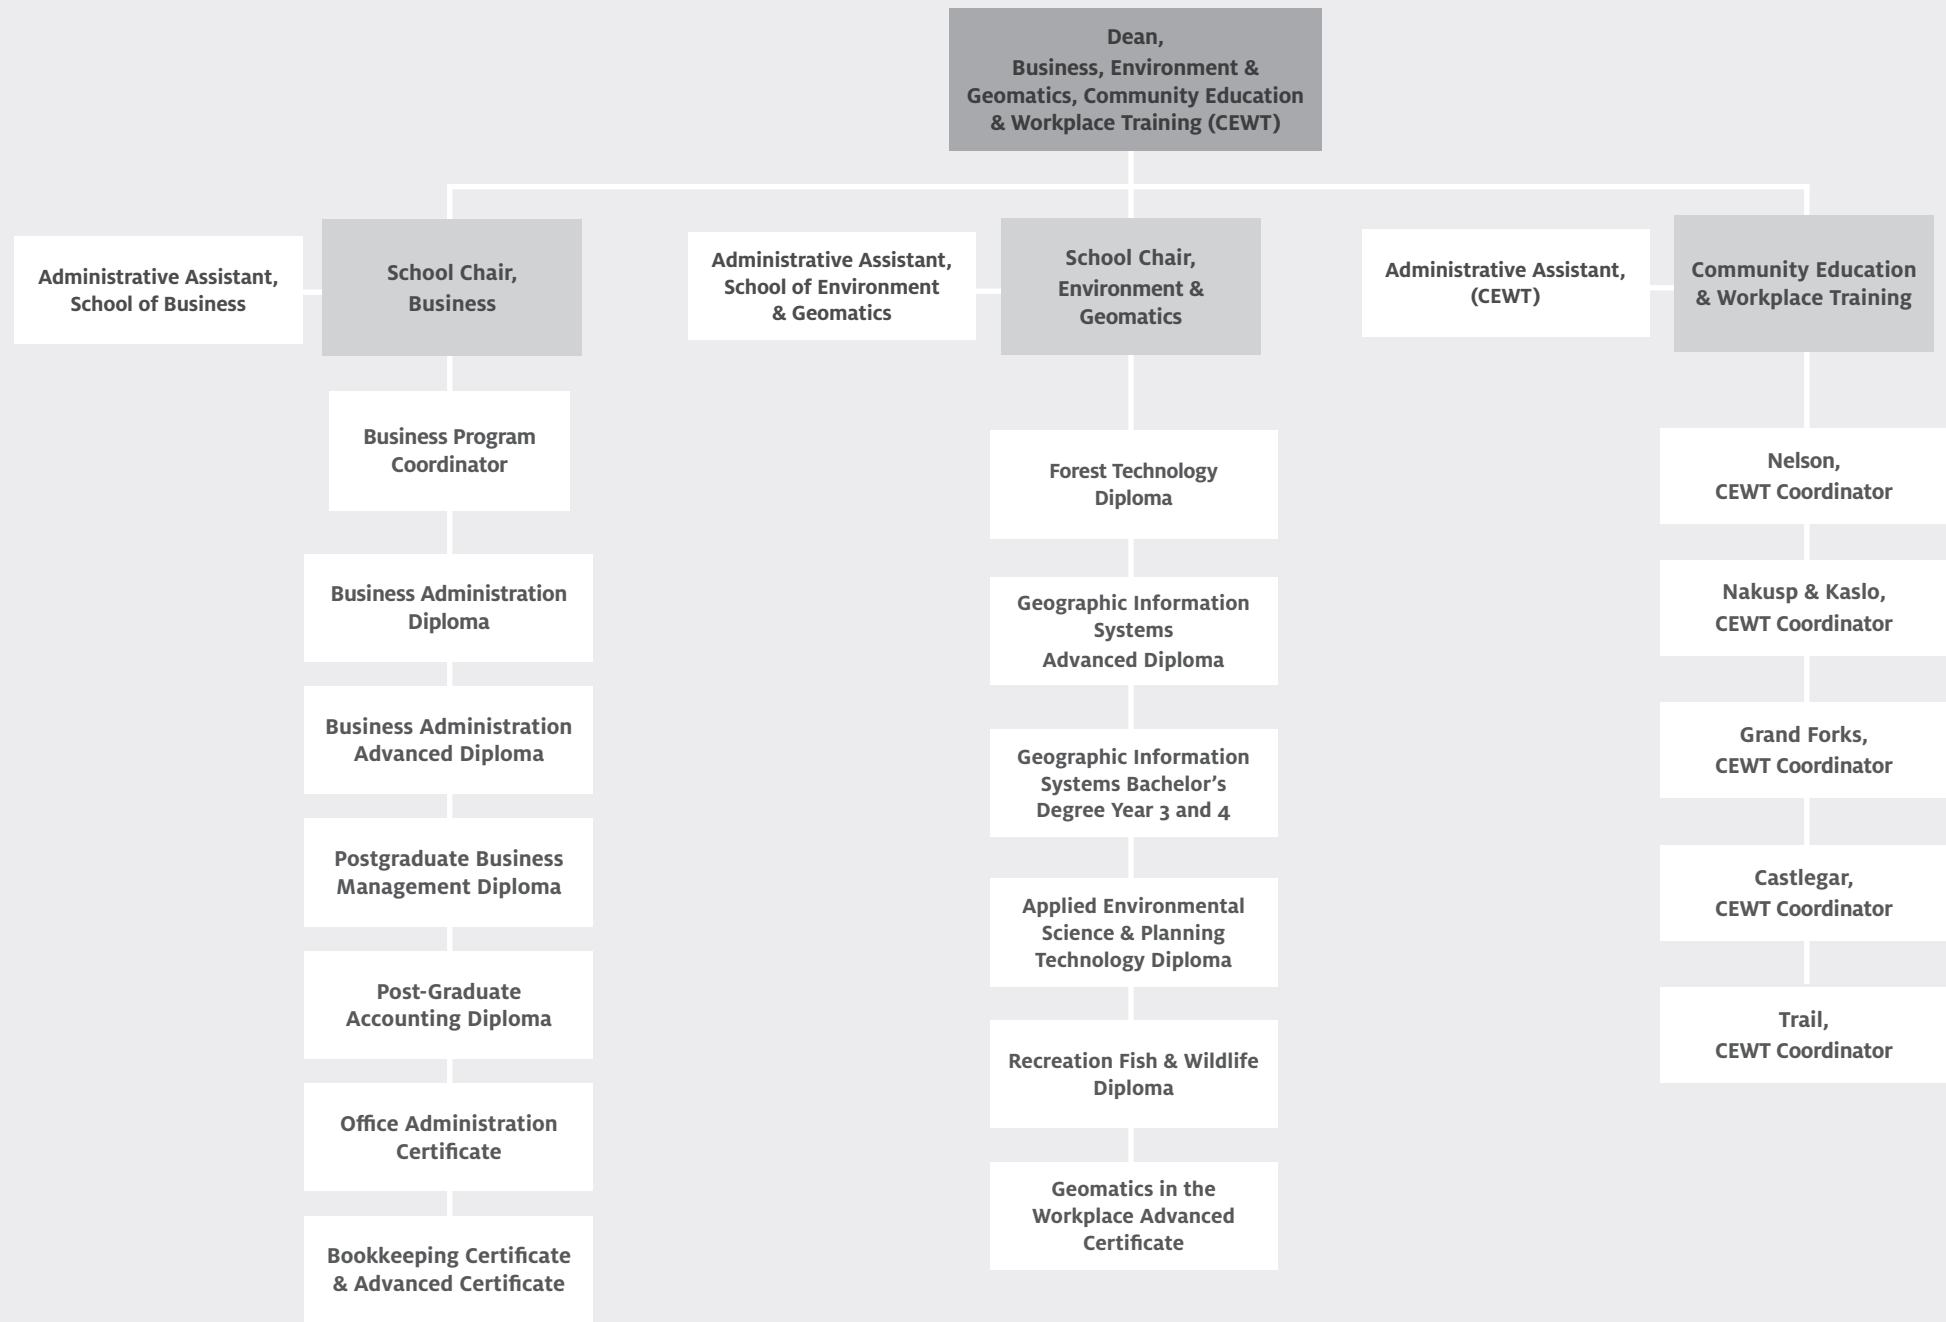 Dean,
Business, Environment &
Geomatics, Community Education
& Workplace Training (CEWT)
Administrative Assistant,
School of Business
School Chair,
Business
Administrative Assistant,
School of Environment
& Geomatics
School Chair,
Environment &
Geomatics
Administrative Assistant,
(CEWT)
Community Education
& Workplace Training
Business Program
Coordinator
Business Administration
Diploma
Business Administration
Advanced Diploma
Postgraduate Business
Management Diploma
Post-Graduate
Accounting Diploma
Office Administration
Certificate
Bookkeeping Certificate
& Advanced Certificate
Forest Technology
Diploma
Geographic Information
Systems
Advanced Diploma
Geographic Information
Systems Bachelor’s
Degree Year 3 and 4
Applied Environmental
Science & Planning
Technology Diploma
Recreation Fish & Wildlife
Diploma
Geomatics in the
Workplace Advanced
Certificate
Nelson,
CEWT Coordinator
Nakusp & Kaslo,
CEWT Coordinator
Grand Forks,
CEWT Coordinator
Castlegar,
CEWT Coordinator
Trail,
CEWT Coordinator